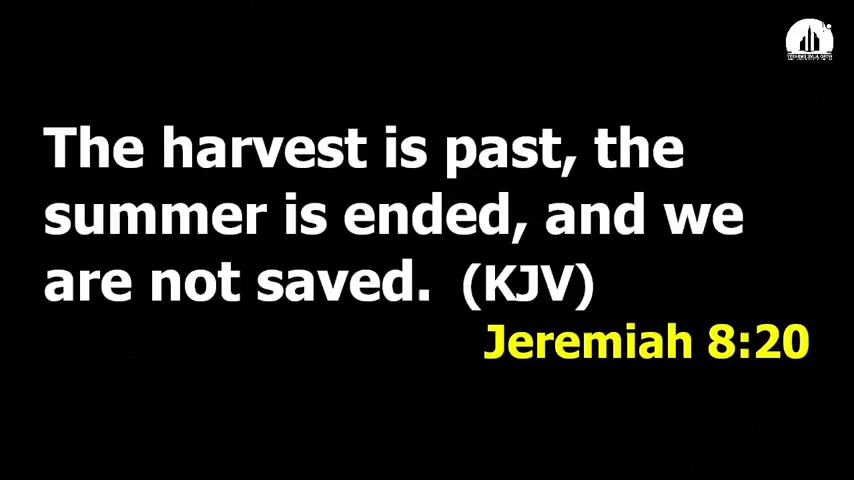 The harvest is past, the
summer is ended, and we
are not saved. (KJV)
Jeremiah 8:20